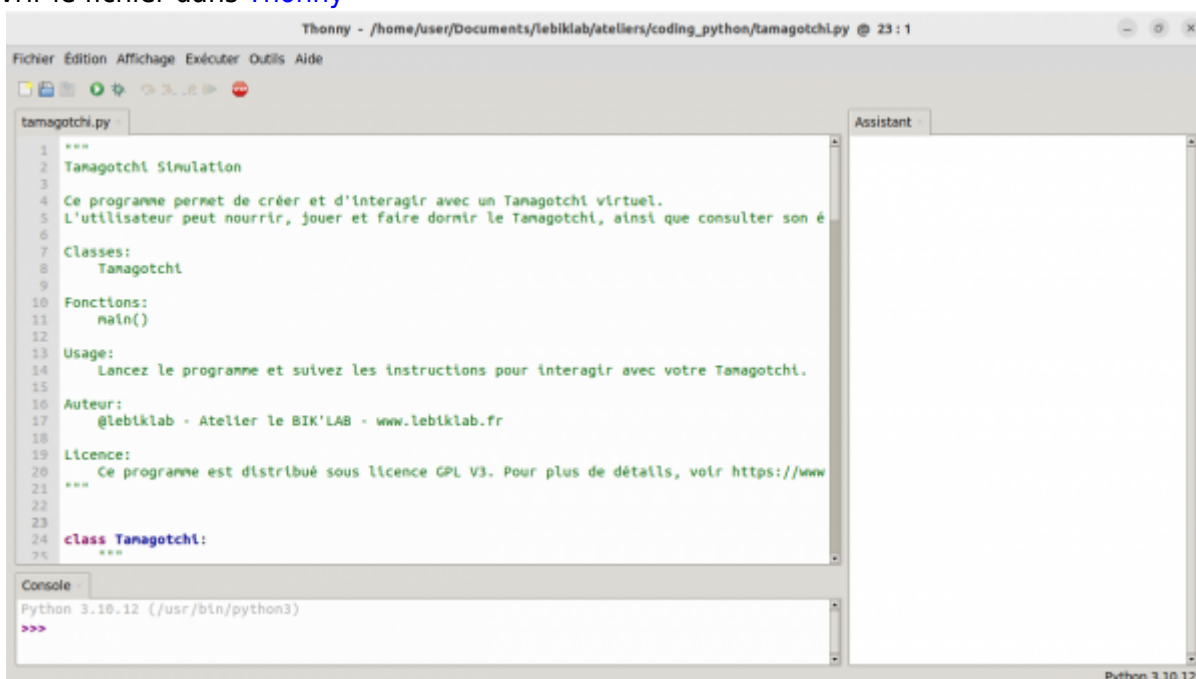 le fichier dans Thonny
Thonny - /home/user/Documents/lebiklab/ateliers/coding_python/tamagotchi.py @ 23 : 1
Fichier Édition Affichage Exécuter Outils Aide
tamagotchi.py
Assistant
1 """
2 Tamagotchi Simulation
3
4 Ce programme permet de créer et d'interagir avec un Tamagotchi virtuel.
5 L'utilisateur peut nourrir, jouer et faire dormir le Tamagotchi, ainsi que consulter son é
6
7 Classes:
8 Tamagotchi
9
10 Fonctions:
11 main()
12
13 Usage:
14 Lancez le programme et suivez les instructions pour interagir avec votre Tamagotchi.
15
16 Auteur:
17 @lebiklab - Atelier le BIK'LAB - www.lebiklab.fr
18
19 Licence:
20 Ce programme est distribué sous licence GPL V3. Pour plus de détails, voir https://www
21 """
22
23
24 class Tamagotchi:
25 """
Console
Python 3.10.12 (/usr/bin/python3)
>>>
Python 3.10.12